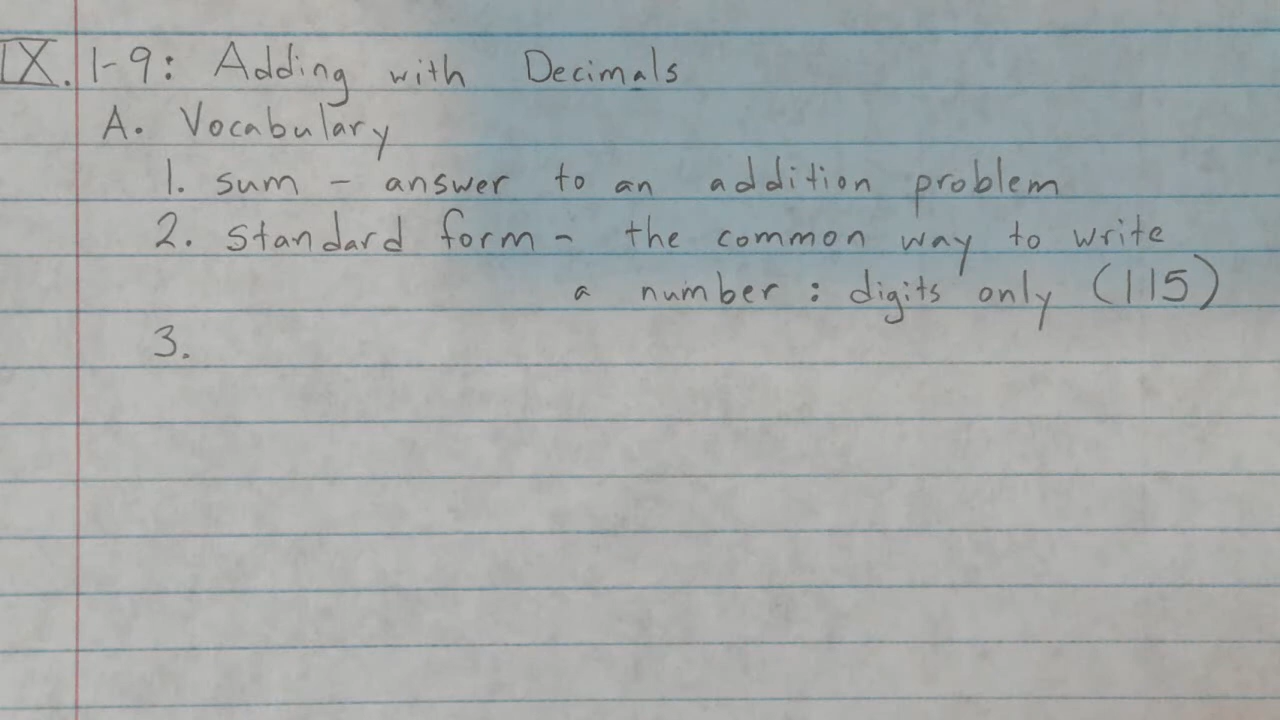 IX. 1-9: Adding with Decimals
A. Vocabulary
1. sum - answer to an addition problem
2. standard form - the common way to write
a number: digits only (115)
3.